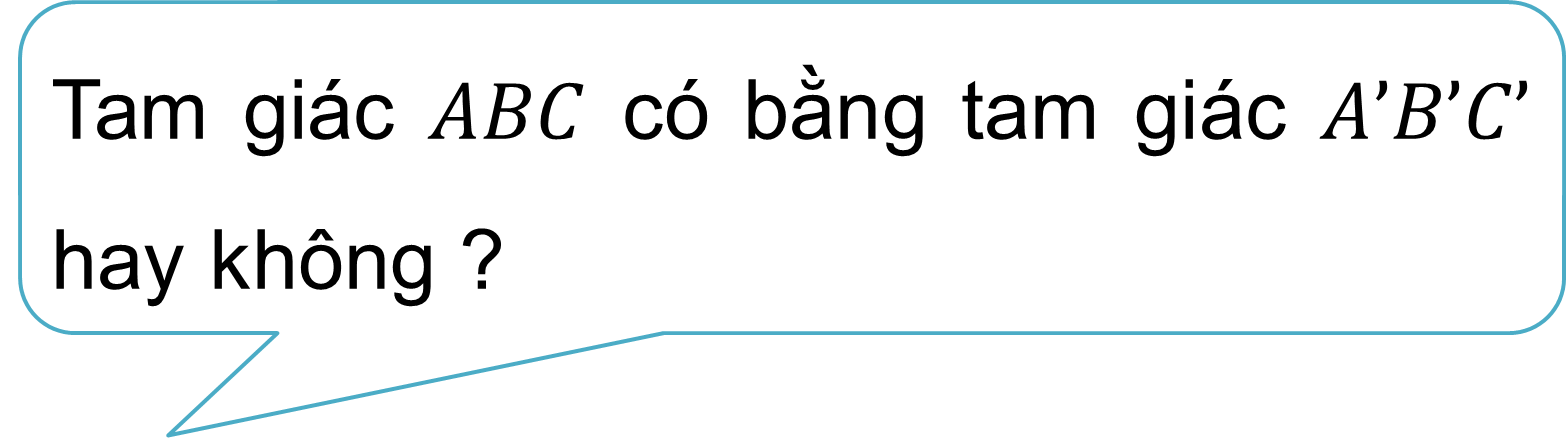 Tam giác ABC có bằng tam giác A’B’C’
hay không ?